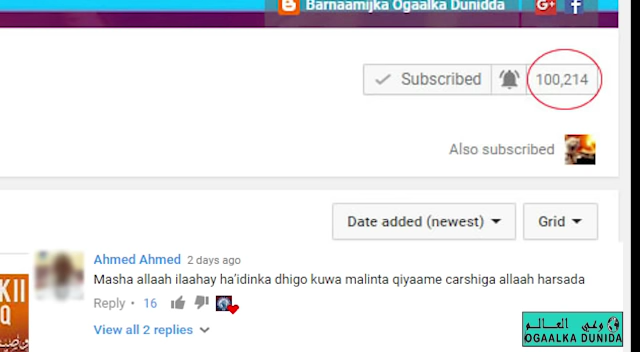 Barnaamijka Ogaalka Dunidda
G+ f
Subscribed 100,214
Also subscribed
Date added (newest) Grid
Ahmed Ahmed 2 days ago
Masha allaah ilaahay ha’idinka dhigo kuwa malinta qiyaame carshiga allaah harsada
Reply • 16
View all 2 replies
KII
Q
وعي العالم
OGAALKA DUNIDA